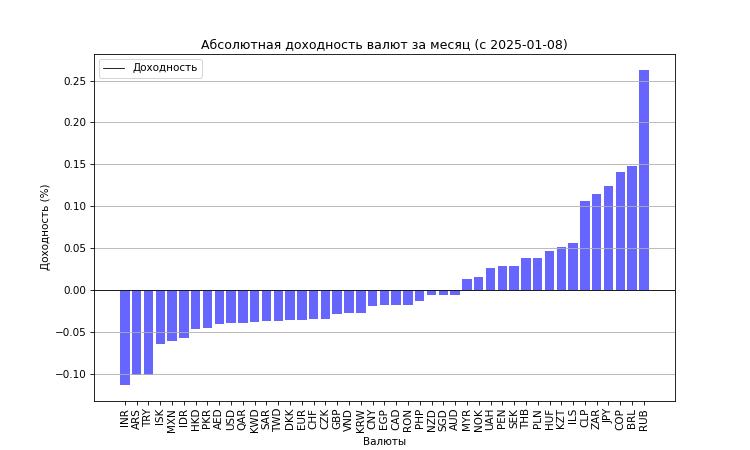 Абсолютная доходность валют за месяц (с 2025-01-08)
Доходность
Доходность (%)
0.25
0.20
0.15
0.10
0.05
0.00
−0.05
−0.10
INR ARS TRY ISK MXN IDR HKD PKR AED USD QAR KWD SAR TWD DKK EUR CHF CZK GBP VND KRW CNY EGP CAD RON PHP NZD SGD AUD MYR NOK UAH PEN SEK THB PLN HUF KZT ILS CLP ZAR JPY COP BRL RUB
Валюты